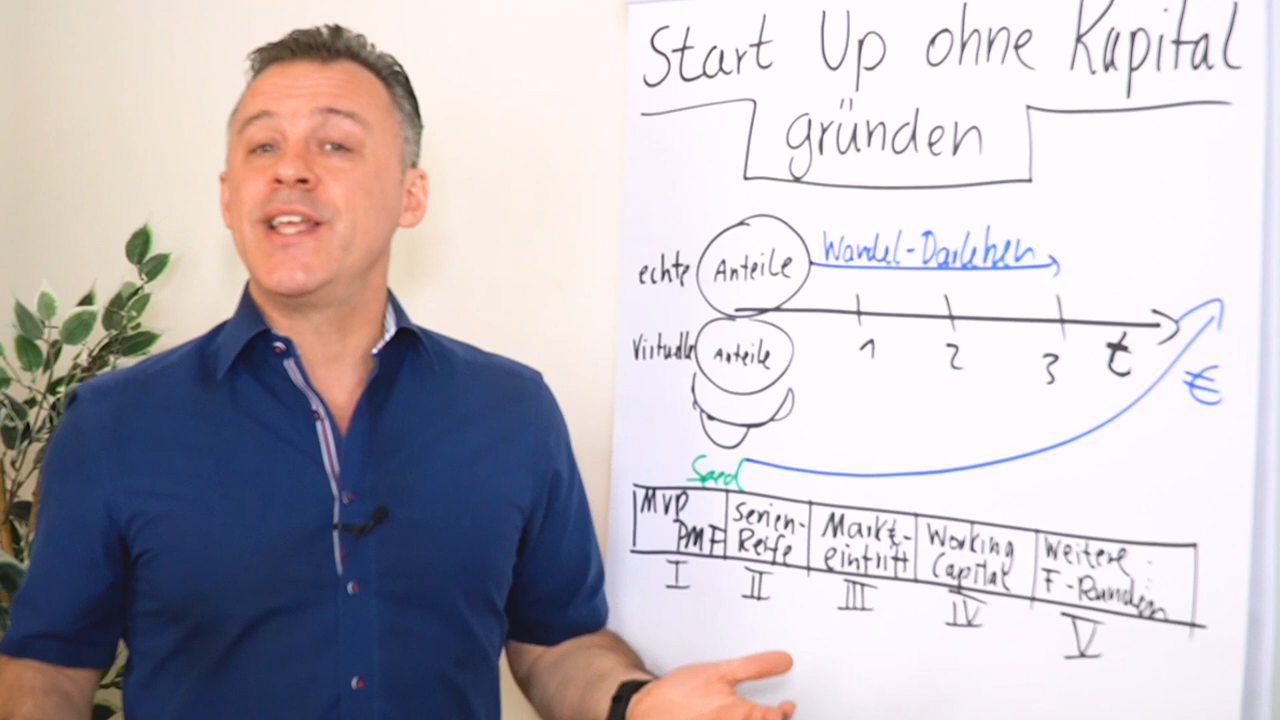 Start Up ohne Kapital
gründen
echte Anteile Wandel-Darlehen
1 2 3 t
Virtuelle Anteile
€
Seed
MVP
PMF
Serien-
Reife
Markt-
eintritt
Working
Capital
Weitere
F-Runden
I II III IV V